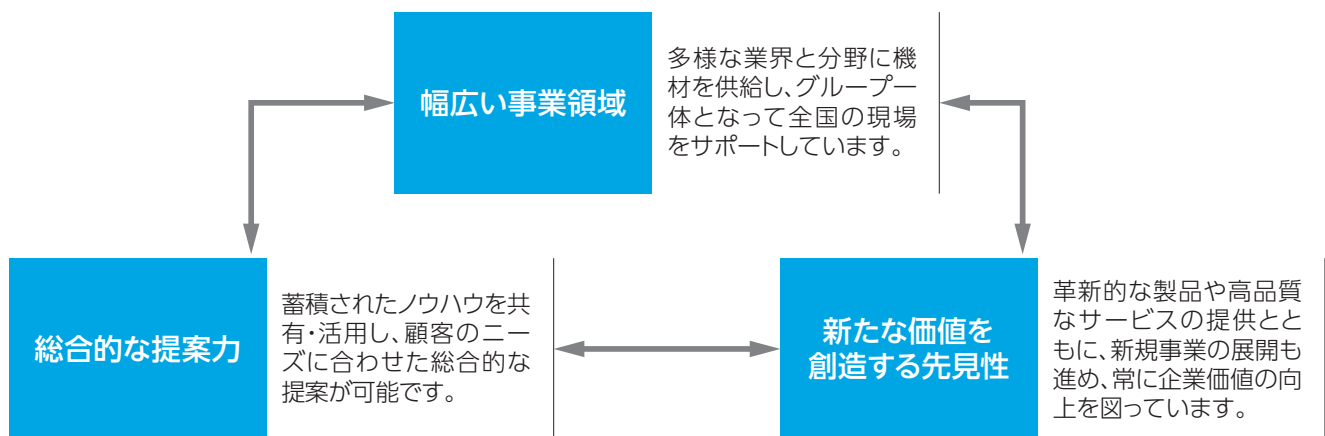 幅広い事業領域
多様な業界と分野に機
材を供給し、グループ一
体となって全国の現場
をサポートしています。
総合的な提案力
蓄積されたノウハウを共
有・活用し、顧客のニー
ズに合わせた総合的な
提案が可能です。
新たな価値を
創造する先見性
革新的な製品や高品質
なサービスの提供とと
もに、新規事業の展開も
進め、常に企業価値の向
上を図っています。